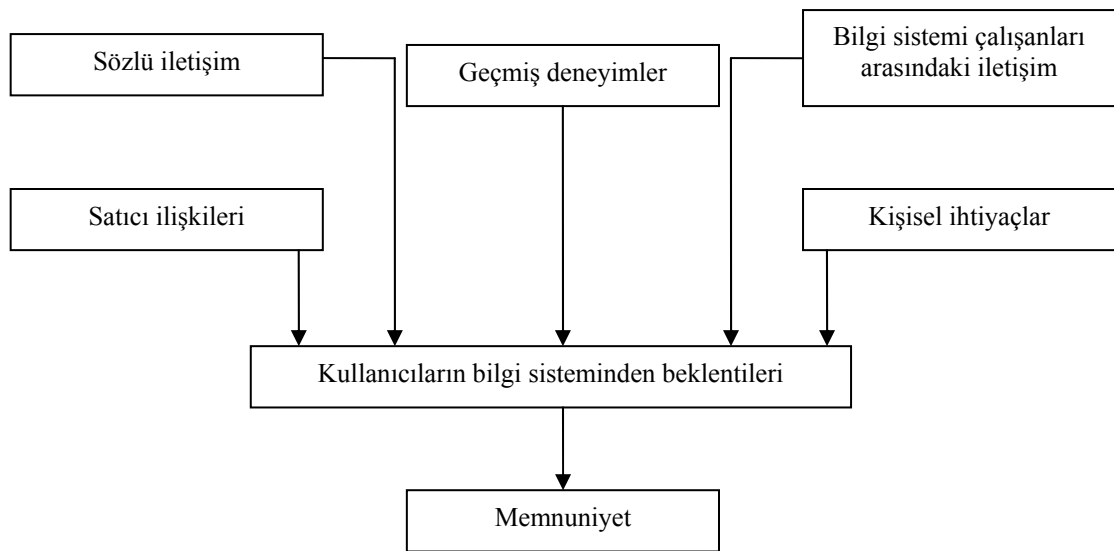 Sözlü iletişim
Geçmiş deneyimler
Bilgi sistemi çalışanları
arasındaki iletişim
Satıcı ilişkileri
Kişisel ihtiyaçlar
Kullanıcıların bilgi sisteminden beklentileri
Memnuniyet